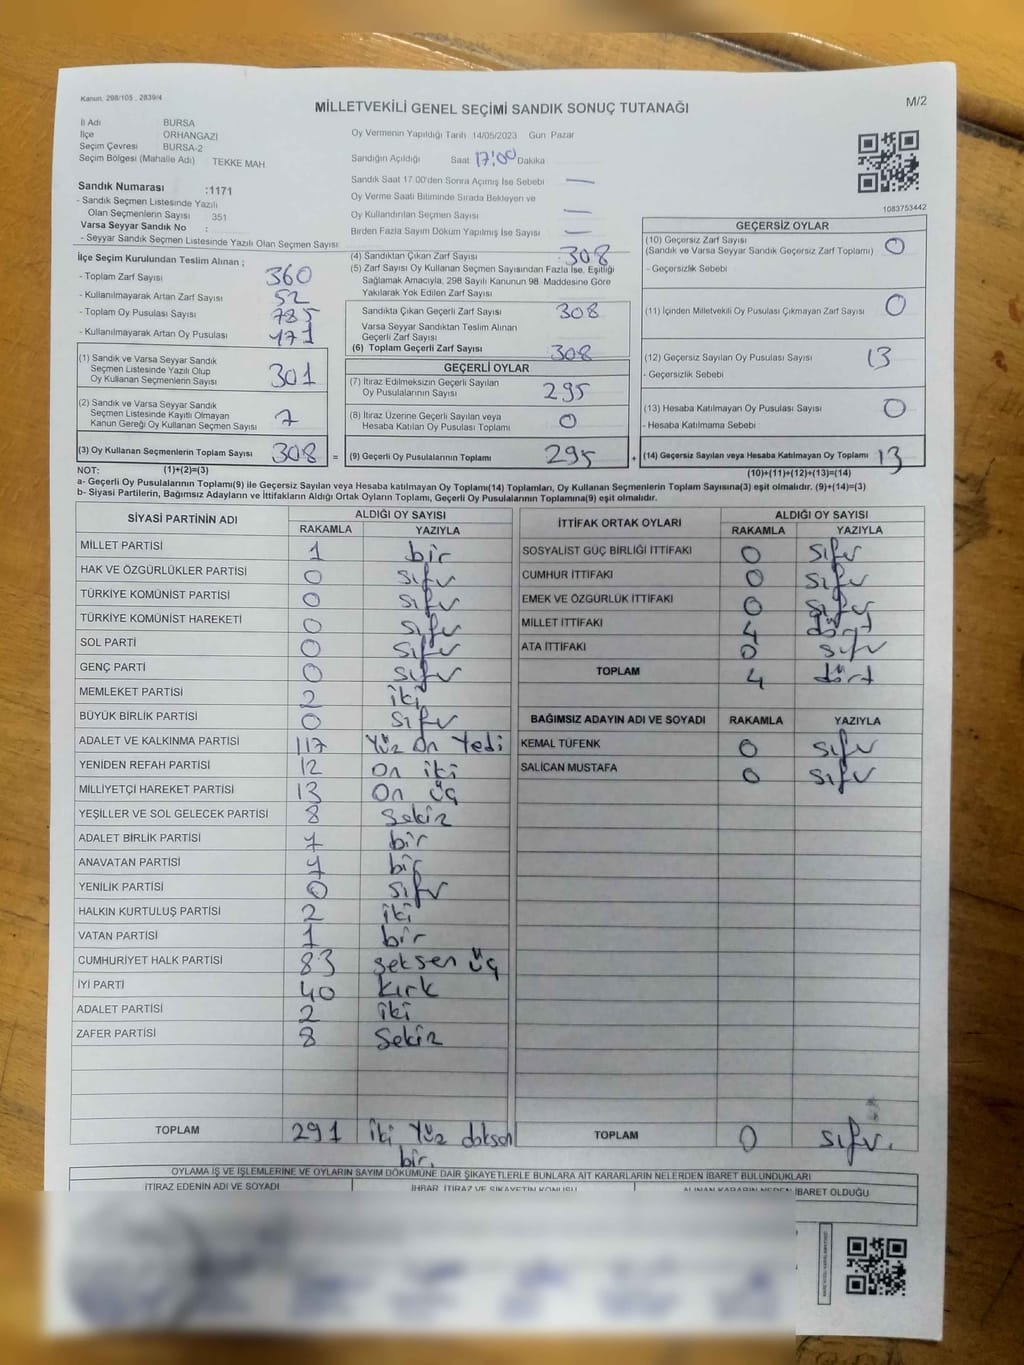 Kanun, 298/105 , 2839/4
MİLLETVEKİLİ GENEL SEÇİMİ SANDIK SONUÇ TUTANAĞI
M/2
İl Adı BURSA
İlçe ORHANGAZİ
Seçim Çevresi BURSA-2
Seçim Bölgesi (Mahalle Adı) TEKKE MAH.
Oy Vermenin Yapıldığı Tarih 14/05/2023 Gün Pazar
Sandığın Açıldığı Saat 17:00 Dakika
Sandık Saat 17.00'den Sonra Açılmış İse Sebebi —
Oy Verme Saati Bitiminde Sırada Bekleyen ve
Oy Kullandırılan Seçmen Sayısı —
Birden Fazla Sayım Döküm Yapılmış İse Sayısı —
1083753442
Sandık Numarası :1171
- Sandık Seçmen Listesinde Yazılı
Olan Seçmenlerin Sayısı 351
Varsa Seyyar Sandık No :
- Seyyar Sandık Seçmen Listesinde Yazılı Olan Seçmen Sayısı
İlçe Seçim Kurulundan Teslim Alınan ;
- Toplam Zarf Sayısı 360
- Kullanılmayarak Artan Zarf Sayısı 52
- Toplam Oy Pusulası Sayısı 785
- Kullanılmayarak Artan Oy Pusulası 471
(1) Sandık ve Varsa Seyyar Sandık
Seçmen Listesinde Yazılı Olup
Oy Kullanan Seçmenlerin Sayısı 301
(2) Sandık ve Varsa Seyyar Sandık
Seçmen Listesinde Kayıtlı Olmayan
Kanun Gereği Oy Kullanan Seçmen Sayısı 7
(3) Oy Kullanan Seçmenlerin Toplam Sayısı 308 =
(4) Sandıktan Çıkan Zarf Sayısı 308
(5) Zarf Sayısı Oy Kullanan Seçmen Sayısından Fazla İse, Eşitliği
Sağlamak Amacıyla, 298 Sayılı Kanunun 98. Maddesine Göre
Yakılarak Yok Edilen Zarf Sayısı
Sandıkta Çıkan Geçerli Zarf Sayısı 308
Varsa Seyyar Sandıktan Teslim Alınan
Geçerli Zarf Sayısı
(6) Toplam Geçerli Zarf Sayısı 308
GEÇERLİ OYLAR
(7) İtiraz Edilmeksizin Geçerli Sayılan
Oy Pusulalarının Sayısı 295
(8) İtiraz Üzerine Geçerli Sayılan veya
Hesaba Katılan Oy Pusulası Toplamı 0
(9) Geçerli Oy Pusulalarının Toplamı 295 +
GEÇERSİZ OYLAR
(10) Geçersiz Zarf Sayısı
(Sandık ve Varsa Seyyar Sandık Geçersiz Zarf Toplamı) 0
- Geçersizlik Sebebi
(11) İçinden Milletvekili Oy Pusulası Çıkmayan Zarf Sayısı 0
(12) Geçersiz Sayılan Oy Pusulası Sayısı 13
- Geçersizlik Sebebi
(13) Hesaba Katılmayan Oy Pusulası Sayısı 0
- Hesaba Katılmama Sebebi
(14) Geçersiz Sayılan veya Hesaba Katılmayan Oy Pusulası Toplamı 13
NOT: (1)+(2)=(3) (10)+(11)+(12)+(13)=(14)
a- Geçerli Oy Pusulalarının Toplamı(9) ile Geçersiz Sayılan veya Hesaba katılmayan Oy Toplamı(14) Toplamları, Oy Kullanan Seçmenlerin Toplam Sayısına(3) eşit olmalıdır. (9)+(14)=(3)
b- Siyasi Partilerin, Bağımsız Adayların ve İttifakların Aldığı Ortak Oyların Toplamı, Geçerli Oy Pusulalarının Toplamına(9) eşit olmalıdır.
SİYASİ PARTİNİN ADI ALDIĞI OY SAYISI
RAKAMLA YAZIYLA
MİLLET PARTİSİ 1 bir
HAK VE ÖZGÜRLÜKLER PARTİSİ 0 sıfır
TÜRKİYE KOMÜNİST PARTİSİ 0 sıfır
TÜRKİYE KOMÜNİST HAREKETİ 0 sıfır
SOL PARTİ 0 sıfır
GENÇ PARTİ 0 sıfır
MEMLEKET PARTİSİ 2 iki
BÜYÜK BİRLİK PARTİSİ 0 sıfır
ADALET VE KALKINMA PARTİSİ 117 Yüz on Yedi
YENİDEN REFAH PARTİSİ 12 On iki
MİLLİYETÇİ HAREKET PARTİSİ 13 On üç
YEŞİLLER VE SOL GELECEK PARTİSİ 8 sekiz
ADALET BİRLİK PARTİSİ 1 bir
ANAVATAN PARTİSİ 1 bir
YENİLİK PARTİSİ 0 sıfır
HALKIN KURTULUŞ PARTİSİ 2 iki
VATAN PARTİSİ 1 bir
CUMHURİYET HALK PARTİSİ 83 seksen üç
İYİ PARTİ 40 kırk
ADALET PARTİSİ 2 iki
ZAFER PARTİSİ 8 Sekiz
TOPLAM 291 iki Yüz doksan
bir.
İTTİFAK ORTAK OYLARI ALDIĞI OY SAYISI
RAKAMLA YAZIYLA
SOSYALİST GÜÇ BİRLİĞİ İTTİFAKI 0 sıfır
CUMHUR İTTİFAKI 0 sıfır
EMEK VE ÖZGÜRLÜK İTTİFAKI 0 sıfır
MİLLET İTTİFAKI 4 dört
ATA İTTİFAKI 0 sıfır
TOPLAM 4 dört
BAĞIMSIZ ADAYIN ADI VE SOYADI RAKAMLA YAZIYLA
KEMAL TÜFENK 0 sıfır
SALİCAN MUSTAFA 0 sıfır
TOPLAM 0 sıfır.
OYLAMA İŞ VE İŞLEMLERİNE VE OYLARIN SAYIM DÖKÜMÜNE DAİR ŞİKAYETLERLE BUNLARA AİT KARARLARIN NELERDEN İBARET BULUNDUKLARI
İTİRAZ EDENİN ADI VE SOYADI İHBAR, İTİRAZ VE ŞİKAYETİN KONUSU ALINAN KARARIN NEDEN İBARET OLDUĞU